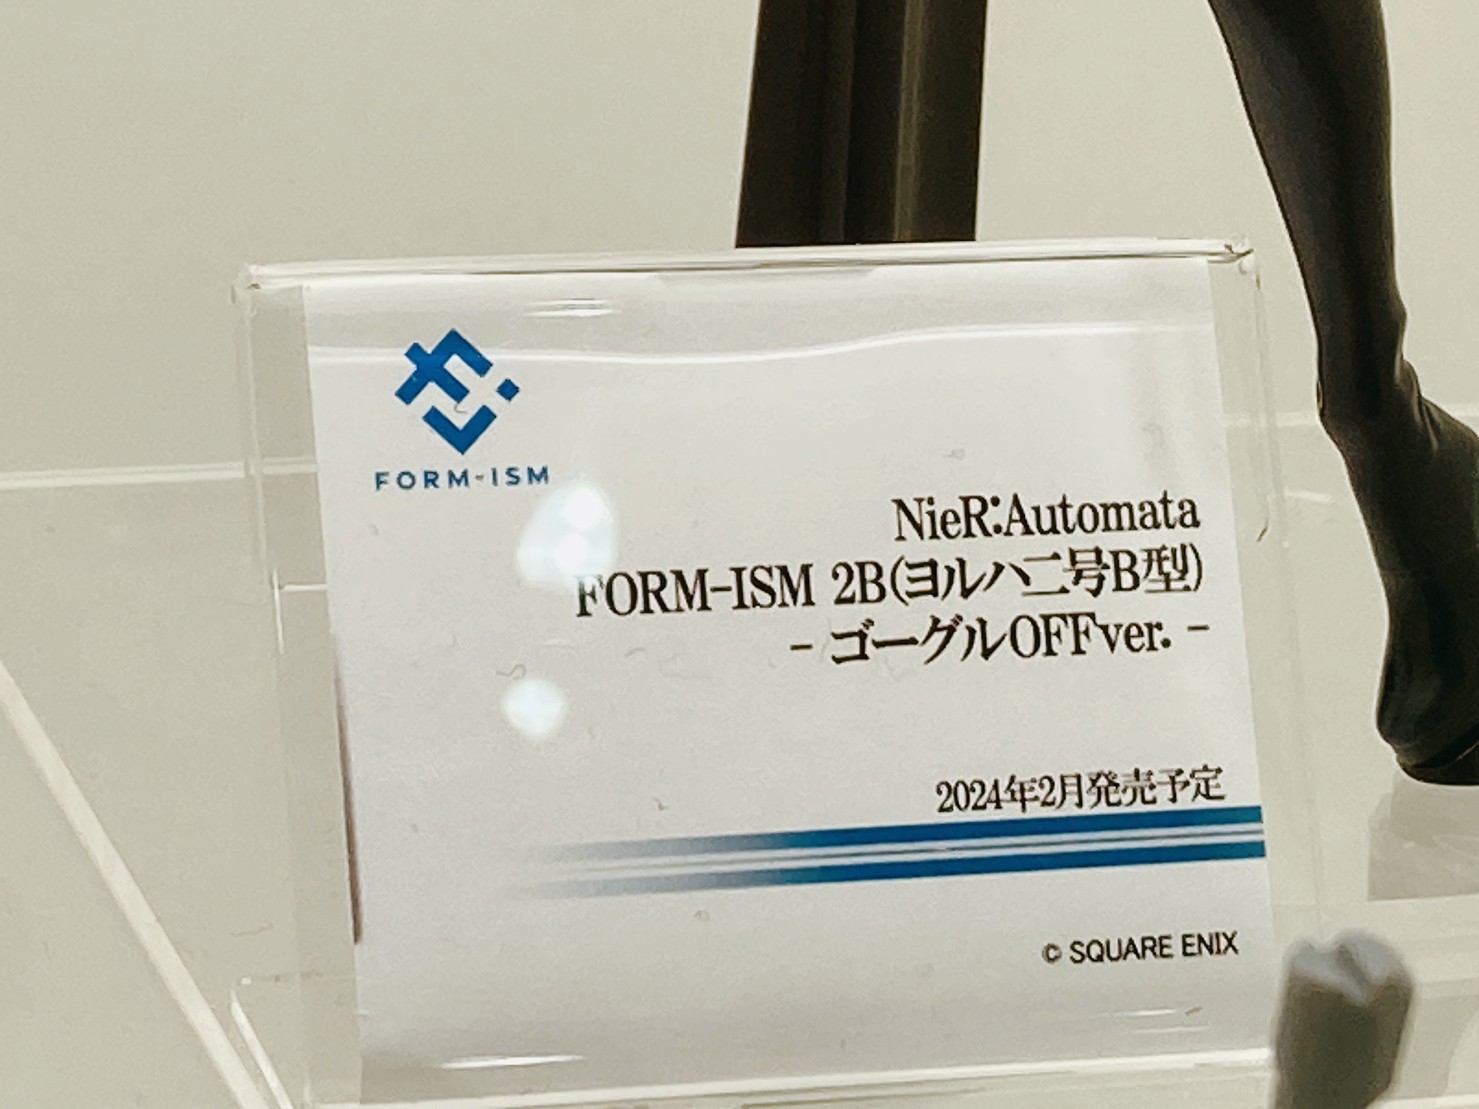 FORM-ISM
NieR:Automata
FORM-ISM 2B(ヨルハ二号B型)
- ゴーグルOFFver. -
2024年2月発売予定
© SQUARE ENIX